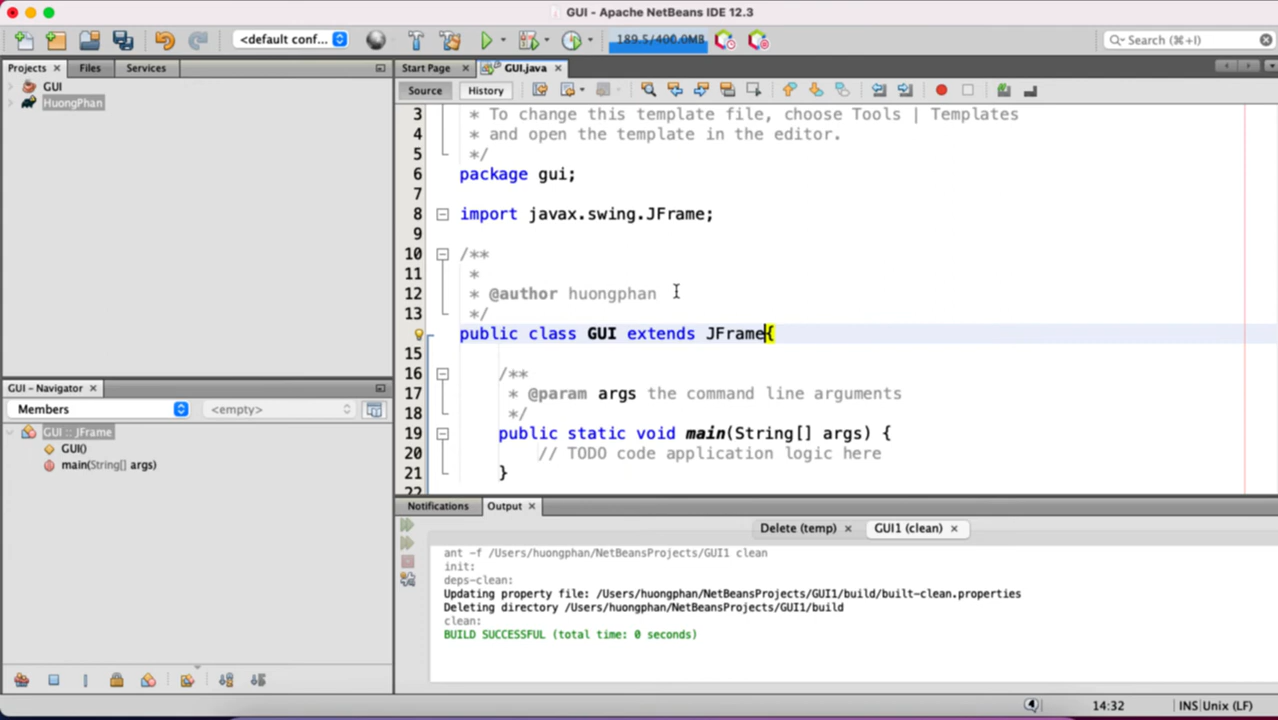 GUI - Apache NetBeans IDE 12.3
<default conf...
189.5/400.0MB
Search (⌘+I)
Projects
Files
Services
Start Page
GUI.java
GUI
HuongPhan
Source
History
3 * To change this template file, choose Tools | Templates
4 * and open the template in the editor.
5 */
6 package gui;
7
8 import javax.swing.JFrame;
9
10 /**
11 *
12 * @author huongphan
13 */
public class GUI extends JFrame{
15
16 /**
17 * @param args the command line arguments
18 */
19 public static void main(String[] args) {
20 // TODO code application logic here
21 }
22
GUI - Navigator
Members
<empty>
GUI :: JFrame
GUI()
main(String[] args)
Notifications
Output
Delete (temp)
GUI1 (clean)
ant -f /Users/huongphan/NetBeansProjects/GUI1 clean
init:
deps-clean:
Updating property file: /Users/huongphan/NetBeansProjects/GUI1/build/built-clean.properties
Deleting directory /Users/huongphan/NetBeansProjects/GUI1/build
clean:
BUILD SUCCESSFUL (total time: 0 seconds)
14:32
INS
Unix (LF)